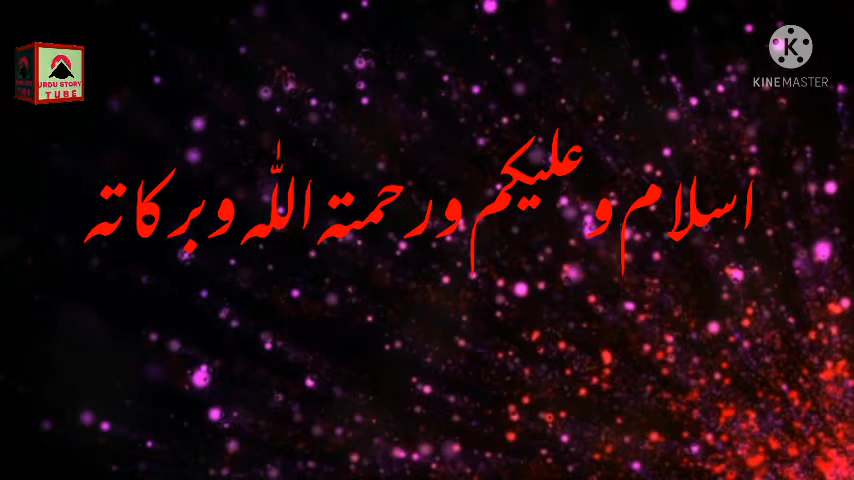 URDU STORY
TUBE
K
KINEMASTER
اسلام و علیکم ورحمتہ اللہ وبرکاتہ